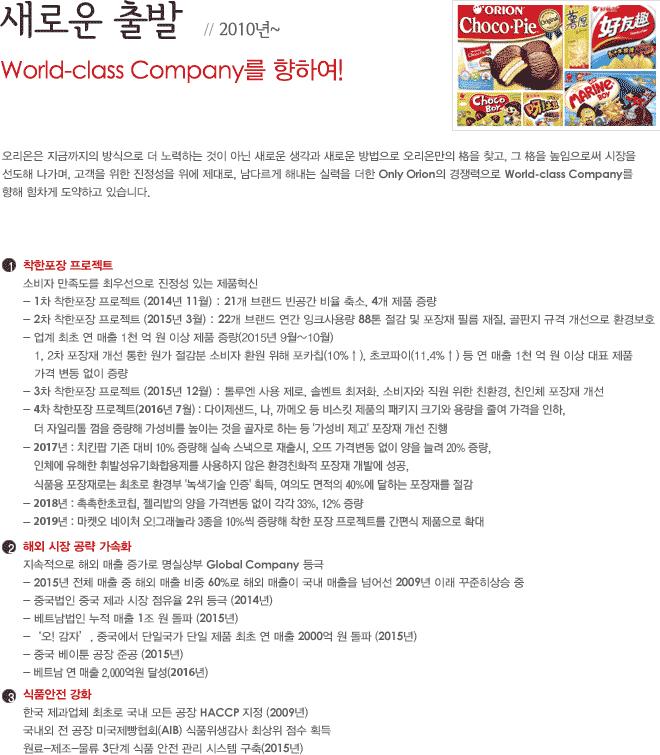 새로운 출발 // 2010년~
World-class Company를 향하여!
ORION
Choco·Pie
Original
好友趣
Choco Boy
MARINE BOY
오리온은 지금까지의 방식으로 더 노력하는 것이 아닌 새로운 생각과 새로운 방법으로 오리온만의 格을 찾고, 그 格을 높임으로써 시장을
선도해 나가며, 고객을 위한 진정성을 위에 제대로, 남다르게 해내는 실력을 더한 Only Orion의 경쟁력으로 World-class Company를
향해 힘차게 도약하고 있습니다.
1 착한포장 프로젝트
소비자 만족도를 최우선으로 진정성 있는 제품혁신
- 1차 착한포장 프로젝트 (2014년 11월) : 21개 브랜드 빈공간 비율 축소, 4개 제품 증량
- 2차 착한포장 프로젝트 (2015년 3월) : 22개 브랜드 연간 잉크사용량 88톤 절감 및 포장재 필름 재질, 골판지 규격 개선으로 환경보호
- 업계 최초 연 매출 1천 억 원 이상 제품 증량(2015년 9월~10월)
1, 2차 포장재 개선 통한 원가 절감분 소비자 환원 위해 포카칩(10%↑), 초코파이(11.4%↑) 등 연 매출 1천 억 원 이상 대표 제품
가격 변동 없이 증량
- 3차 착한포장 프로젝트 (2015년 12월) : 톨루엔 사용 제로, 솔벤트 최저화. 소비자와 직원 위한 친환경, 친인체 포장재 개선
- 4차 착한포장 프로젝트(2016년 7월) : 다이제샌드, 나, 까메오 등 비스킷 제품의 패키지 크기와 용량을 줄여 가격을 인하,
더 자일리톨 껌을 증량해 가성비를 높이는 것을 골자로 하는 등 '가성비 제고' 포장재 개선 진행
- 2017년 : 치킨팝 기존 대비 10% 증량해 실속 스낵으로 재출시, 오뜨 가격변동 없이 양을 늘려 20% 증량,
인체에 유해한 휘발성유기화합용제를 사용하지 않은 환경친화적 포장재 개발에 성공,
식품용 포장재로는 최초로 환경부 '녹색기술 인증' 획득, 여의도 면적의 40%에 달하는 포장재를 절감
- 2018년 : 촉촉한초코칩, 젤리밥의 양을 가격변동 없이 각각 33%, 12% 증량
- 2019년 : 마켓오 네이처 오!그래놀라 3종을 10%씩 증량해 착한 포장 프로젝트를 간편식 제품으로 확대
2 해외 시장 공략 가속화
지속적으로 해외 매출 증가로 명실상부 Global Company 등극
- 2015년 전체 매출 중 해외 매출 비중 60%로 해외 매출이 국내 매출을 넘어선 2009년 이래 꾸준히상승 중
- 중국법인 중국 제과 시장 점유율 2위 등극 (2014년)
- 베트남법인 누적 매출 1조 원 돌파 (2015년)
- ‘오! 감자’, 중국에서 단일국가 단일 제품 최초 연 매출 2000억 원 돌파 (2015년)
- 중국 베이툰 공장 준공 (2015년)
- 베트남 연 매출 2,000억원 달성(2016년)
3 식품안전 강화
한국 제과업체 최초로 국내 모든 공장 HACCP 지정 (2009년)
국내외 전 공장 미국제빵협회(AIB) 식품위생감사 최상위 점수 획득
원료-제조-물류 3단계 식품 안전 관리 시스템 구축(2015년)